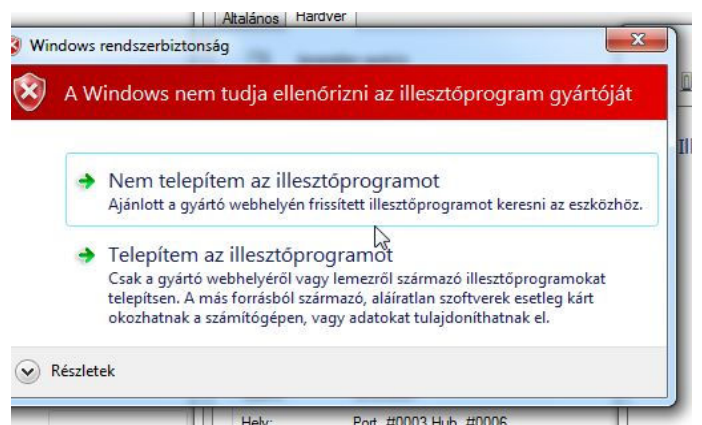 Általános Hardver
Windows rendszerbiztonság
A Windows nem tudja ellenőrizni az illesztőprogram gyártóját
Ill
Nem telepítem az illesztőprogramot
Ajánlott a gyártó webhelyén frissített illesztőprogramot keresni az eszközhöz.
Telepítem az illesztőprogramot
Csak a gyártó webhelyéről vagy lemezről származó illesztőprogramokat
telepítsen. A más forrásból származó, aláíratlan szoftverek esetleg kárt
okozhatnak a számítógépen, vagy adatokat tulajdoníthatnak el.
Részletek
Hely: Port_#0003.Hub_#0006